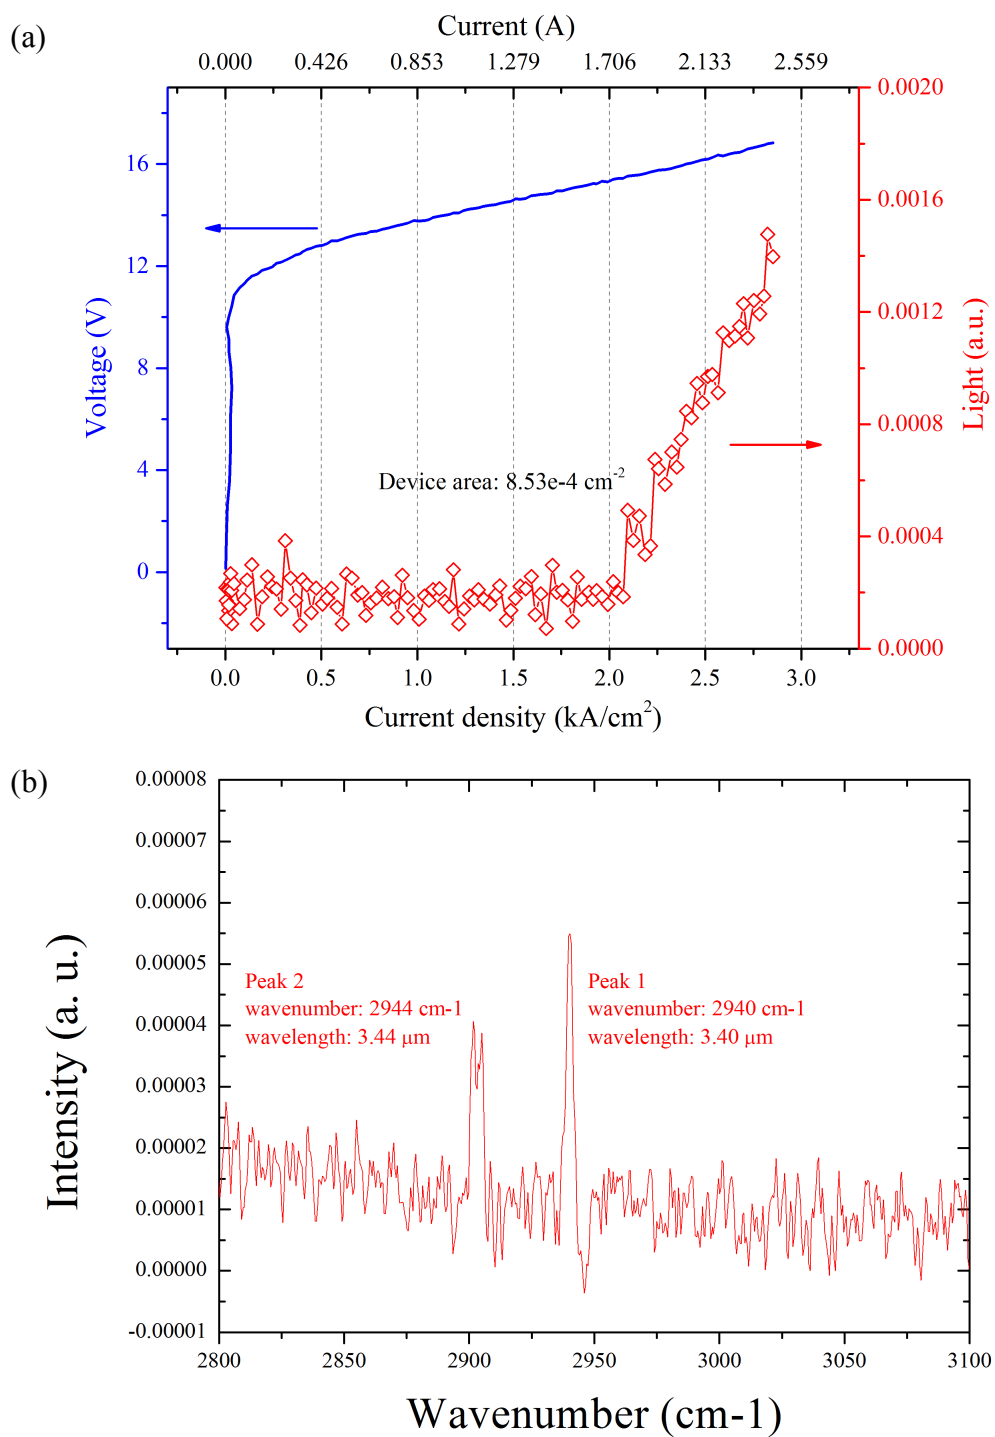 (a)
Current (A)
0.000 0.426 0.853 1.279 1.706 2.133 2.559
16
12
8
4
0
Voltage (V)
0.0020
0.0016
0.0012
0.0008
0.0004
0.0000
Light (a.u.)
Device area: 8.53e-4 cm⁻²
0.0 0.5 1.0 1.5 2.0 2.5 3.0
Current density (kA/cm²)
(b)
0.00008
0.00007
0.00006
0.00005
0.00004
0.00003
0.00002
0.00001
0.00000
-0.00001
Intensity (a. u.)
Peak 2
wavenumber: 2944 cm-1
wavelength: 3.44 μm
Peak 1
wavenumber: 2940 cm-1
wavelength: 3.40 μm
2800 2850 2900 2950 3000 3050 3100
Wavenumber (cm-1)